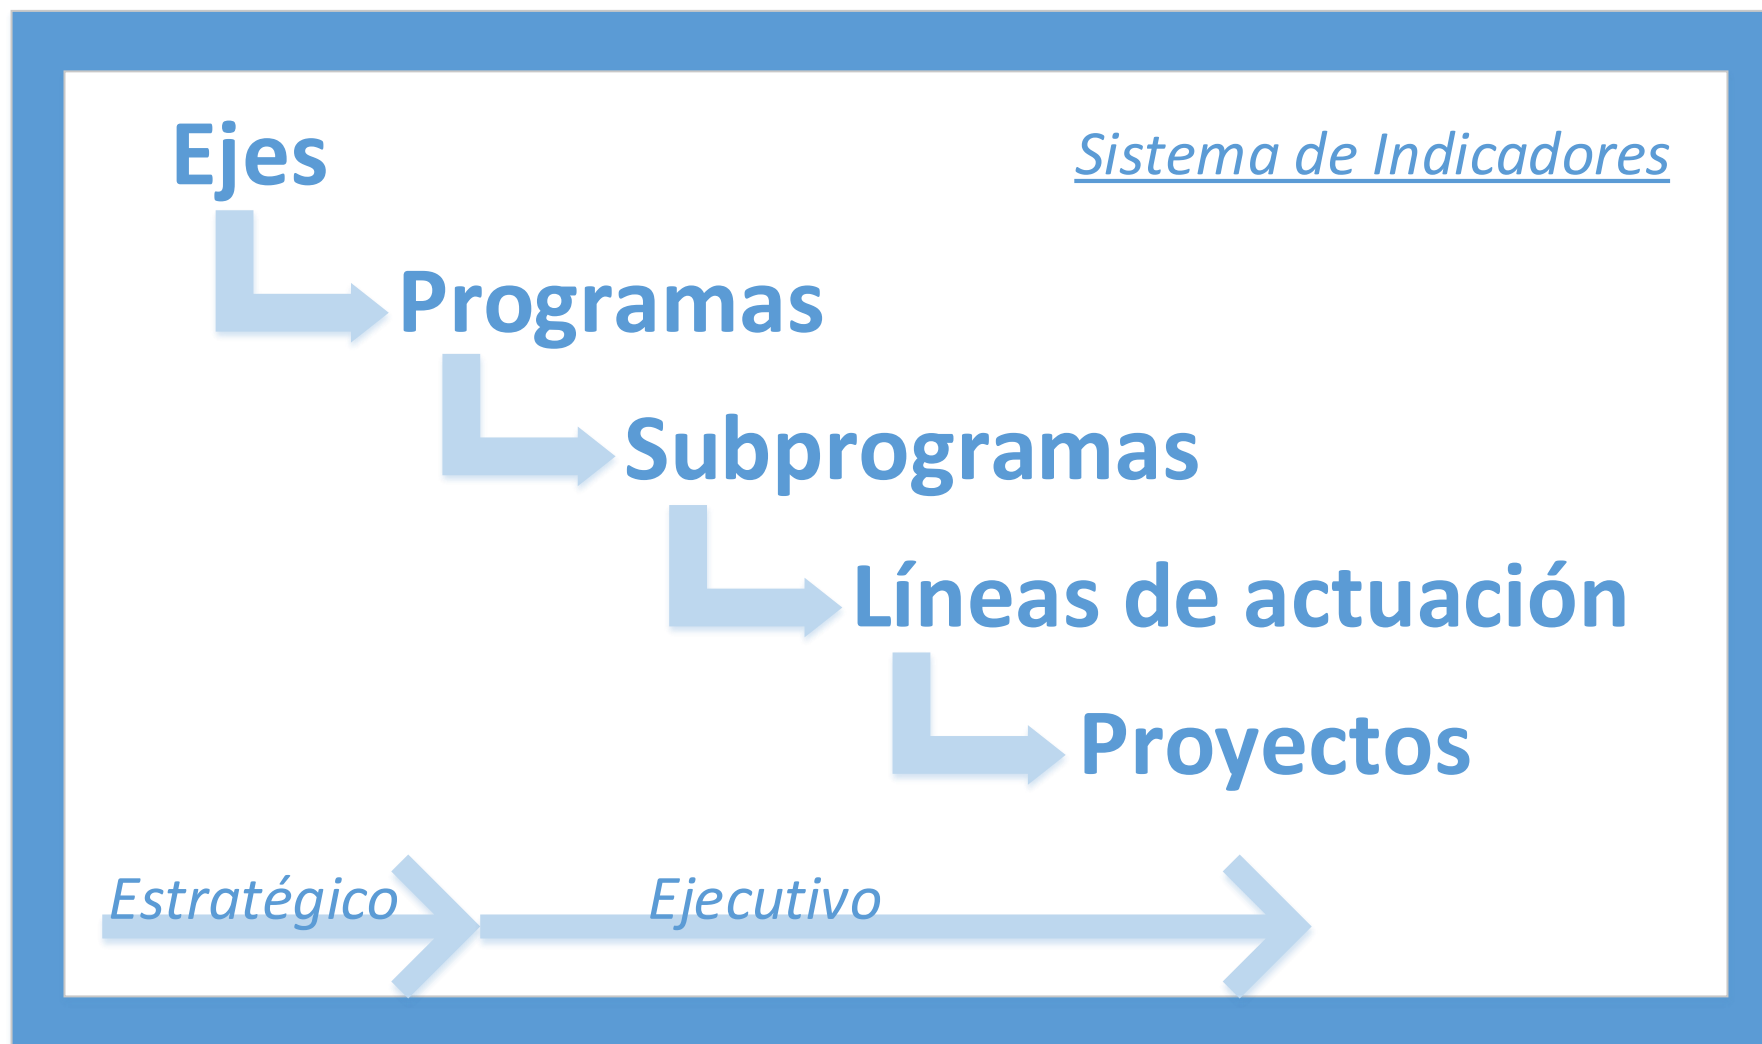 Ejes
Sistema de Indicadores
Programas
Subprogramas
Líneas de actuación
Proyectos
Estratégico
Ejecutivo